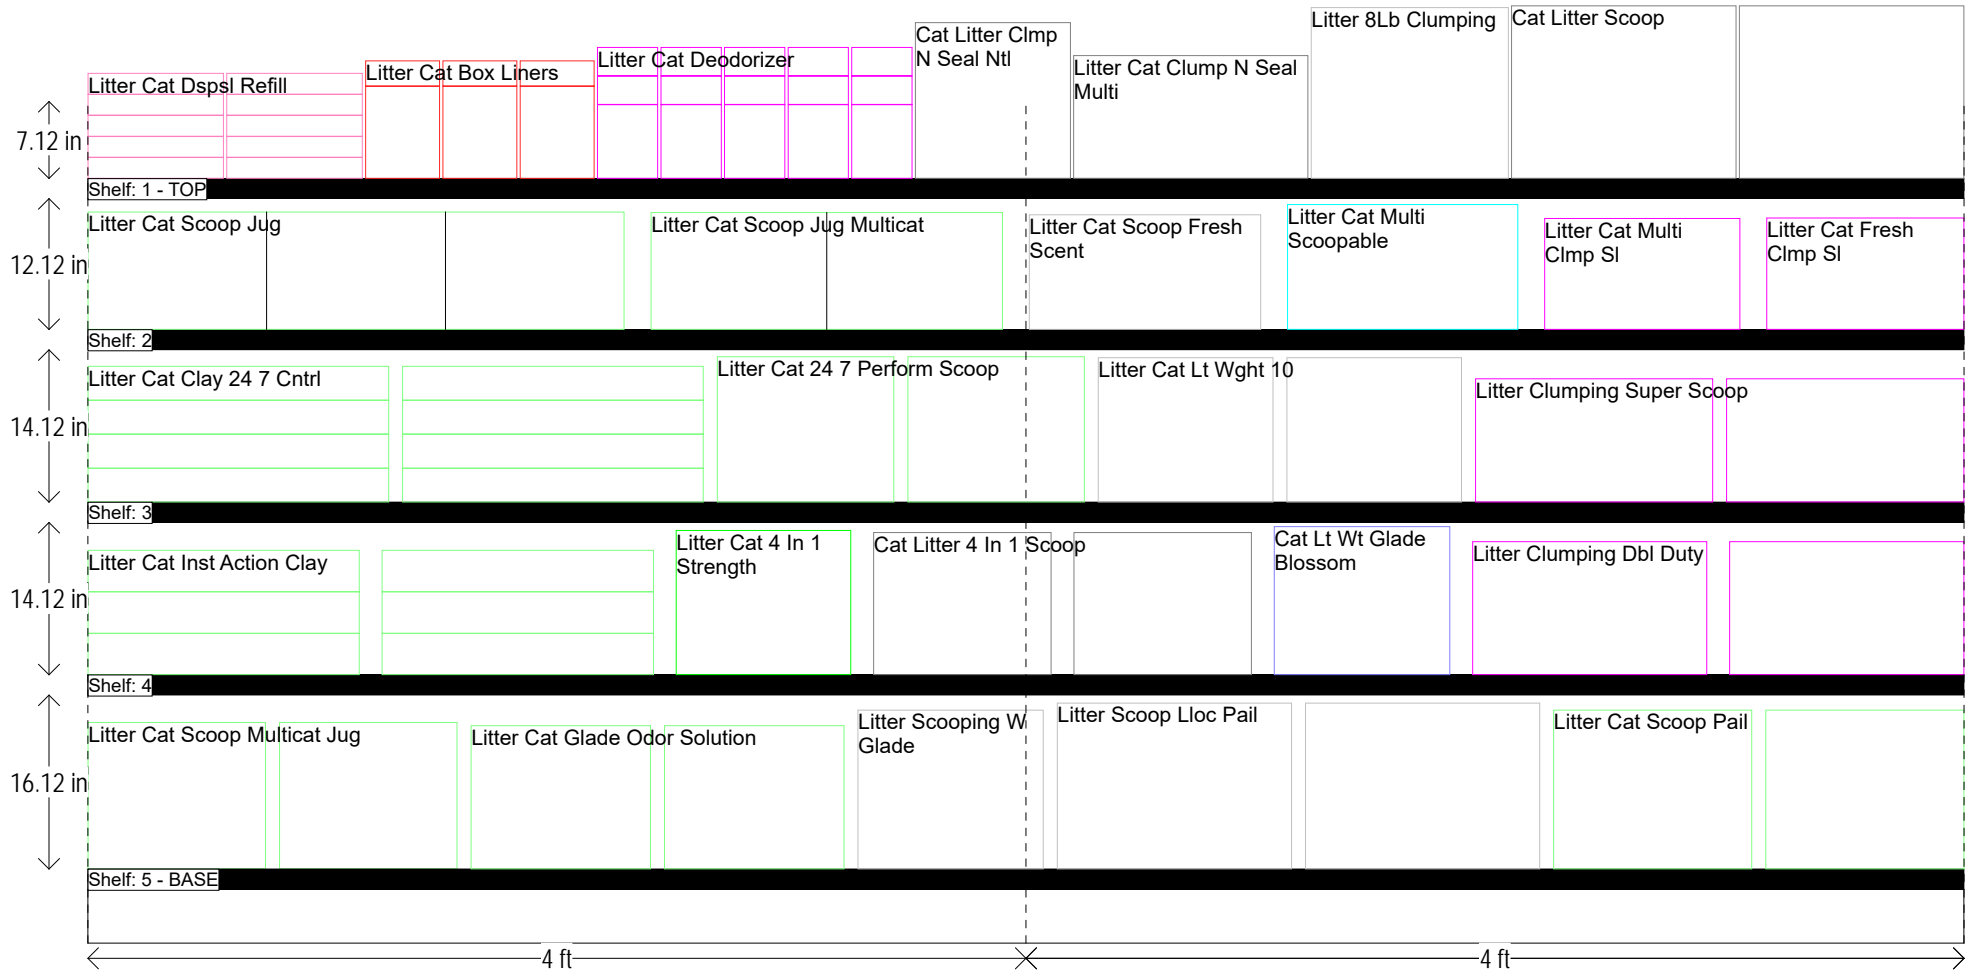 Litter Cat Dspsl Refill
Litter Cat Box Liners
Litter Cat Deodorizer
Cat Litter Clmp
N Seal Ntl
Litter Cat Clump N Seal
Multi
Litter 8Lb Clumping
Cat Litter Scoop
7.12 in
Shelf: 1 - TOP
Litter Cat Scoop Jug
Litter Cat Scoop Jug Multicat
Litter Cat Scoop Fresh
Scent
Litter Cat Multi
Scoopable
Litter Cat Multi
Clmp Sl
Litter Cat Fresh
Clmp Sl
12.12 in
Shelf: 2
Litter Cat Clay 24 7 Cntrl
Litter Cat 24 7 Perform Scoop
Litter Cat Lt Wght 10
Litter Clumping Super Scoop
14.12 in
Shelf: 3
Litter Cat Inst Action Clay
Litter Cat 4 In 1
Strength
Cat Litter 4 In 1 Scoop
Cat Lt Wt Glade
Blossom
Litter Clumping Dbl Duty
14.12 in
Shelf: 4
Litter Cat Scoop Multicat Jug
Litter Cat Glade Odor Solution
Litter Scooping W
Glade
Litter Scoop Lloc Pail
Litter Cat Scoop Pail
16.12 in
Shelf: 5 - BASE
4 ft
4 ft